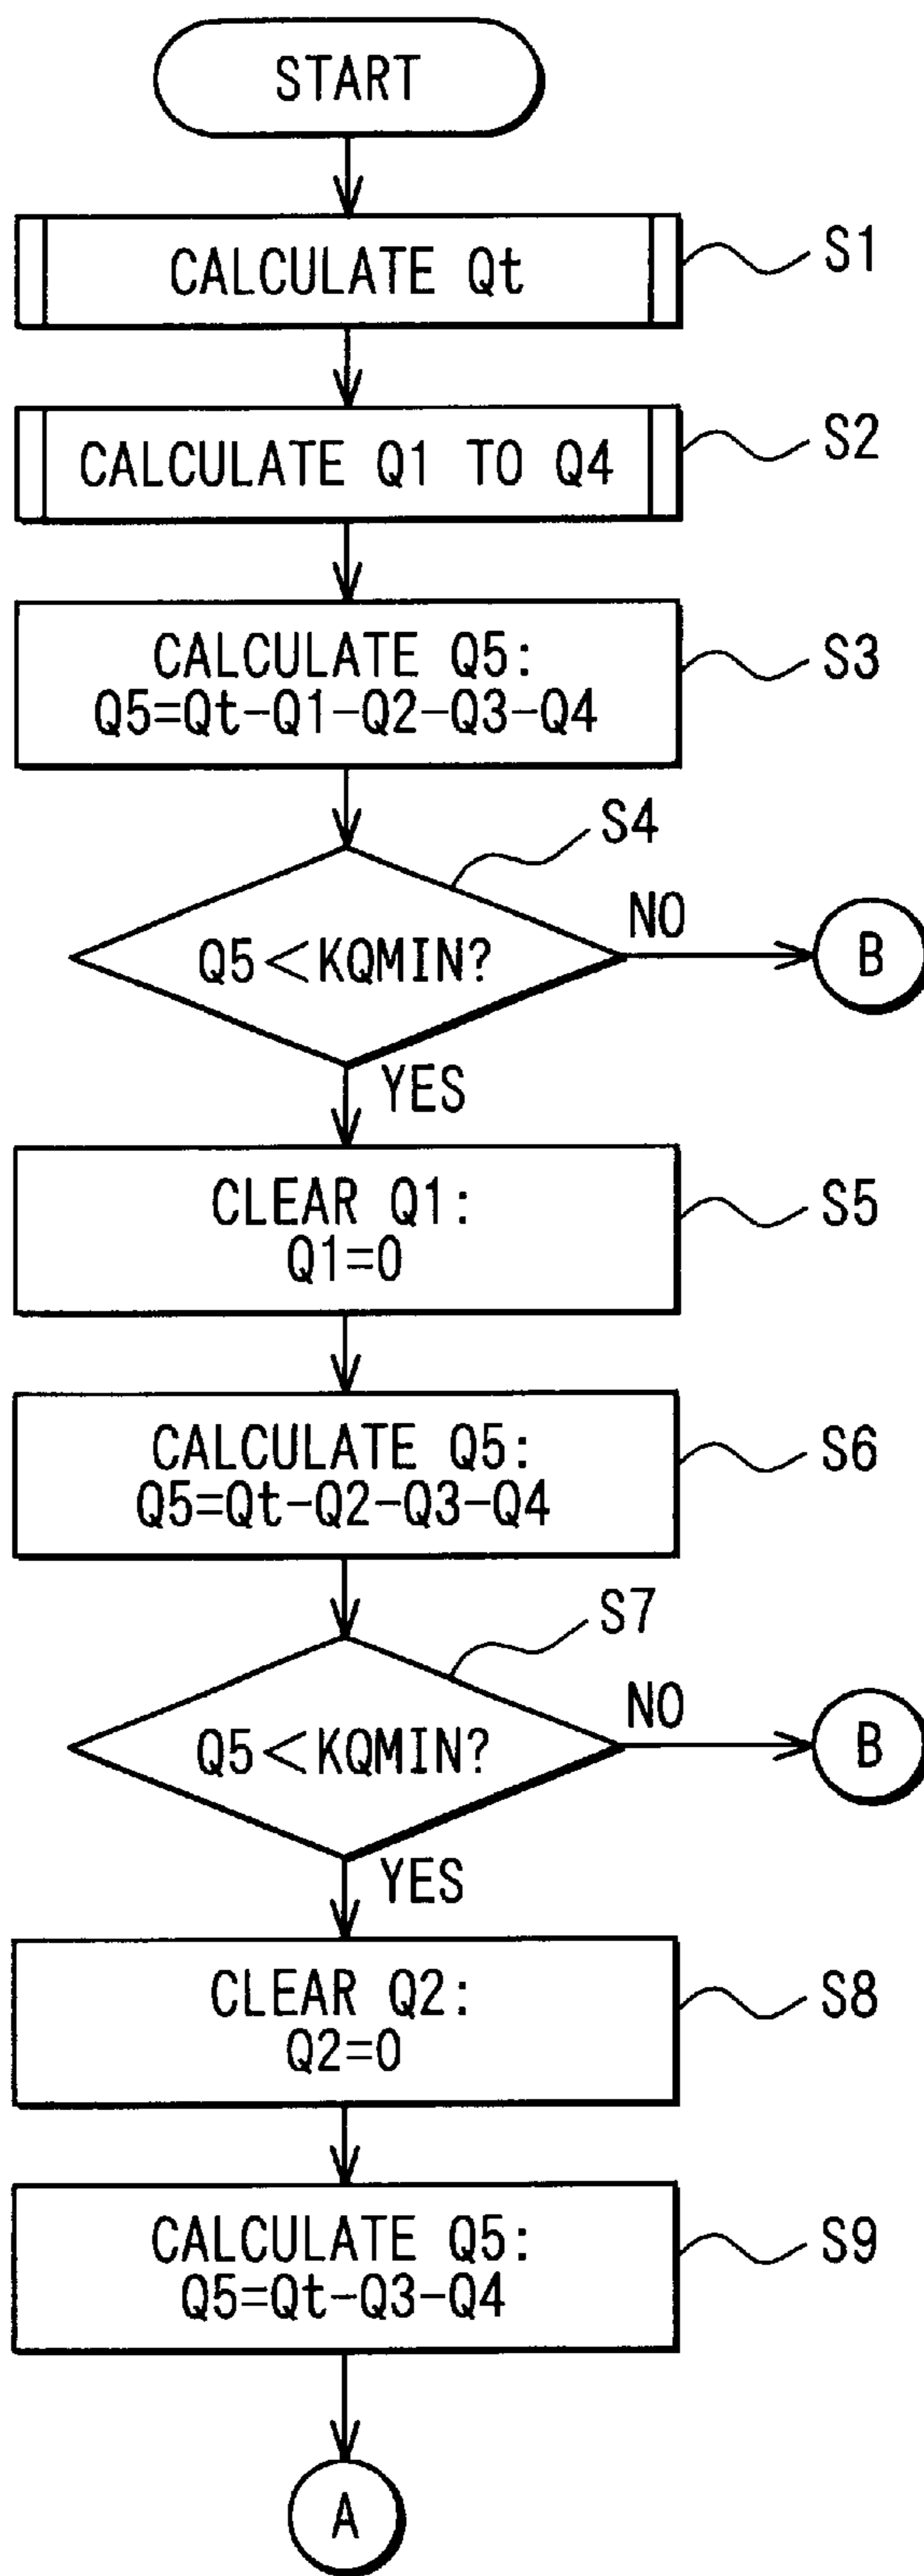 START
CALCULATE Qt
S1
CALCULATE Q1 TO Q4
S2
CALCULATE Q5:
Q5=Qt-Q1-Q2-Q3-Q4
S3
S4
Q5<KQMIN?
NO
B
YES
CLEAR Q1:
Q1=0
S5
CALCULATE Q5:
Q5=Qt-Q2-Q3-Q4
S6
S7
Q5<KQMIN?
NO
B
YES
CLEAR Q2:
Q2=0
S8
CALCULATE Q5:
Q5=Qt-Q3-Q4
S9
A